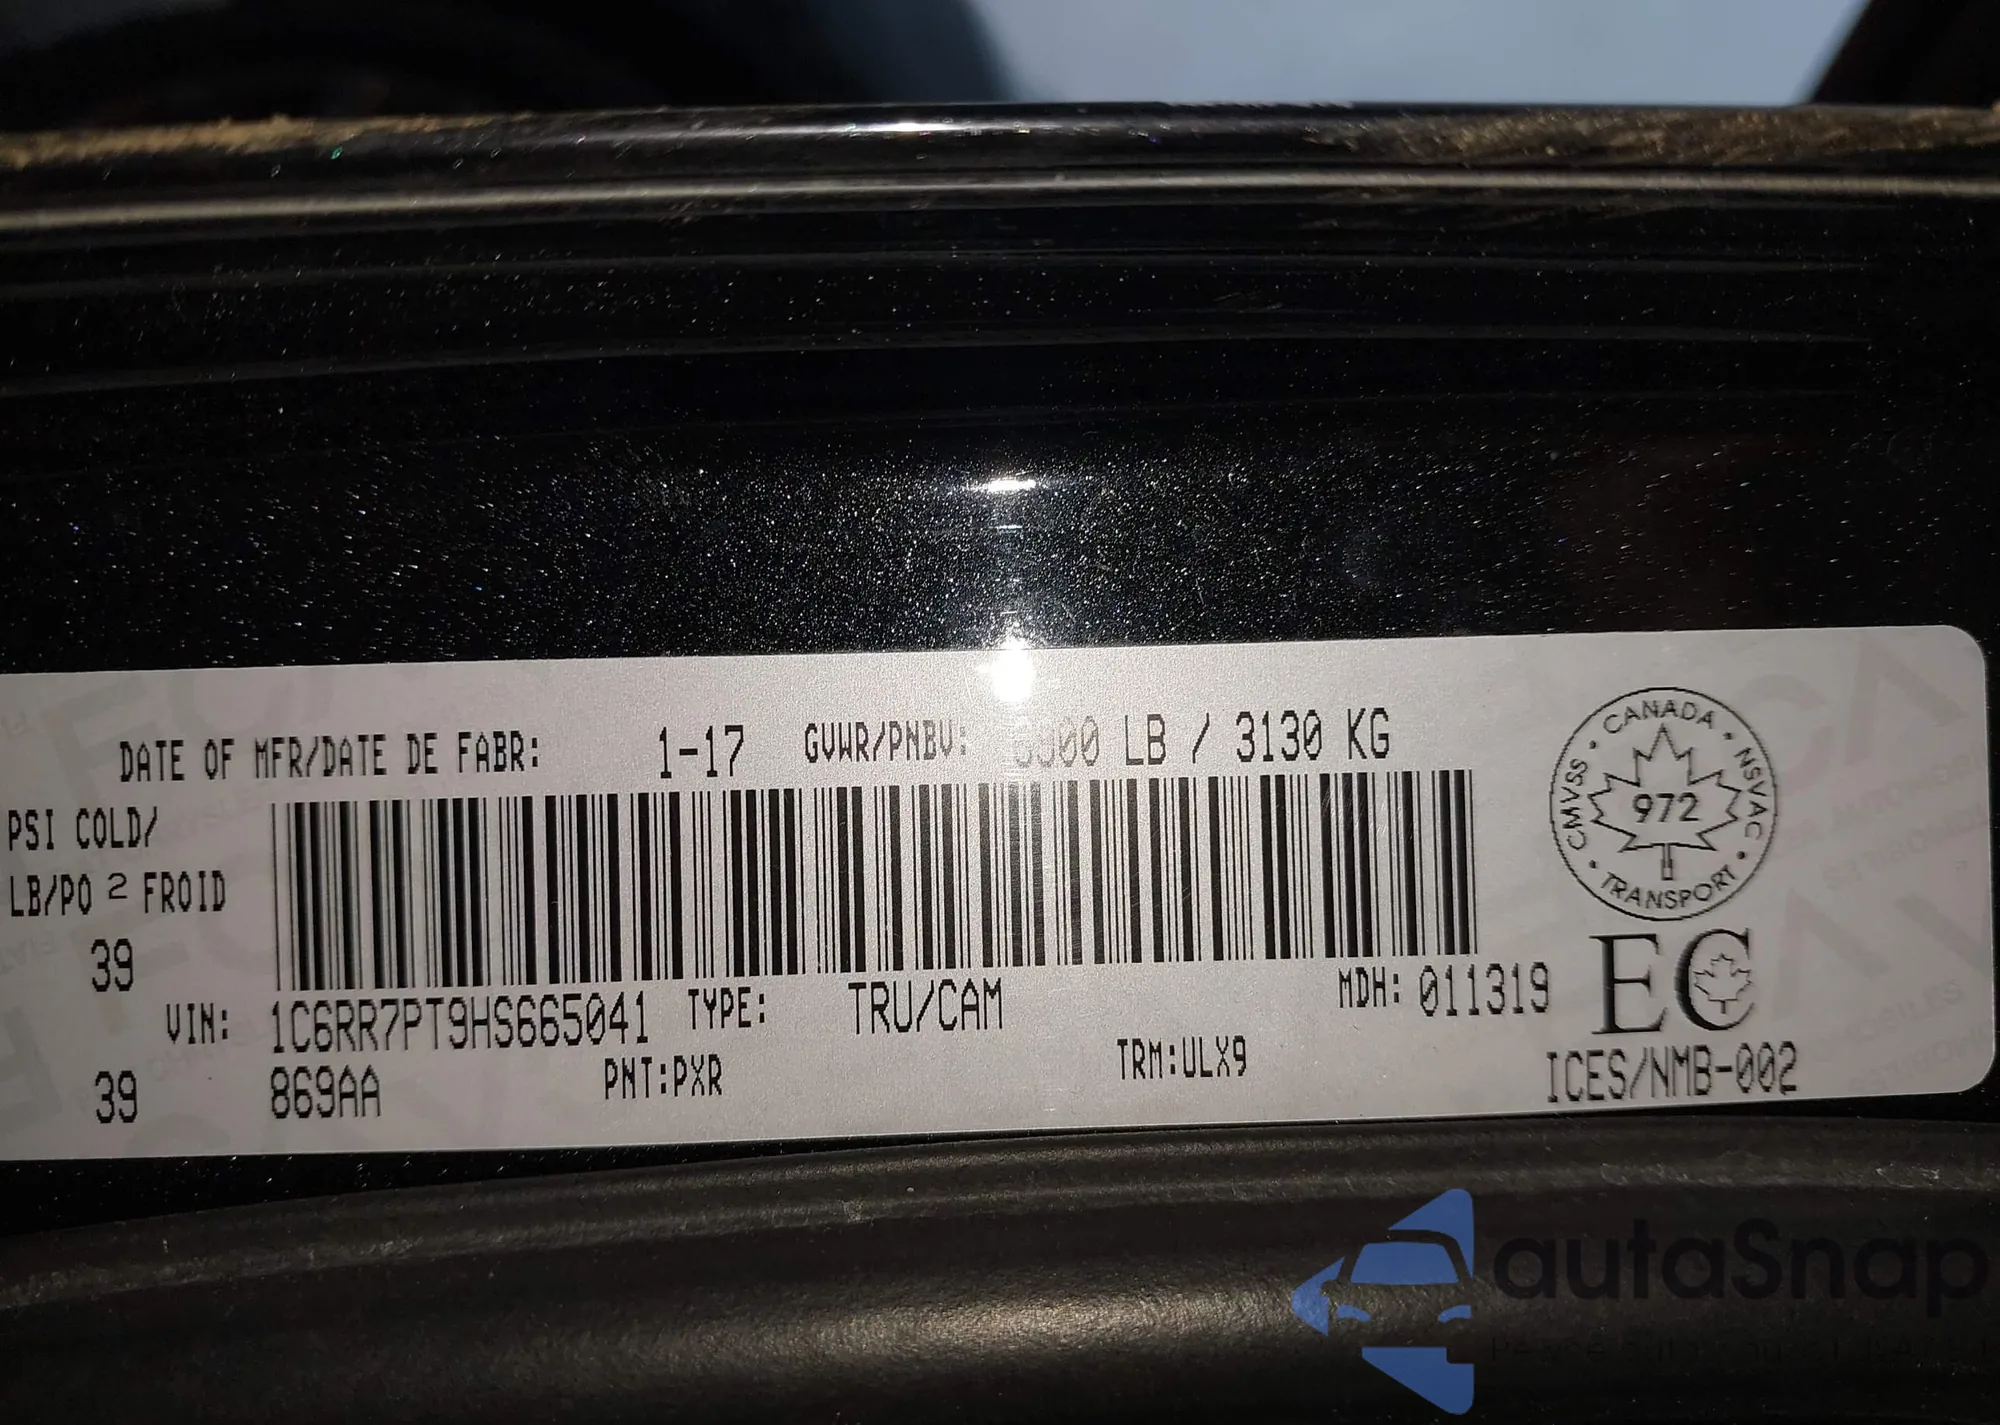 DATE OF MFR/DATE DE FABR: 1-17 GVWR/PNBV: LB / 3130 KG
PSI COLD/
LB/PO 2 FROID
39
VIN: 1C6RR7PT9HS665041 TYPE: TRU/CAM MDH: 011319
39
869AA PNT:PXR TRM:ULX9
CANADA
NSVAC
TRANSPORT
CMVSS
972
EC
ICES/NMB-002
autaSnap